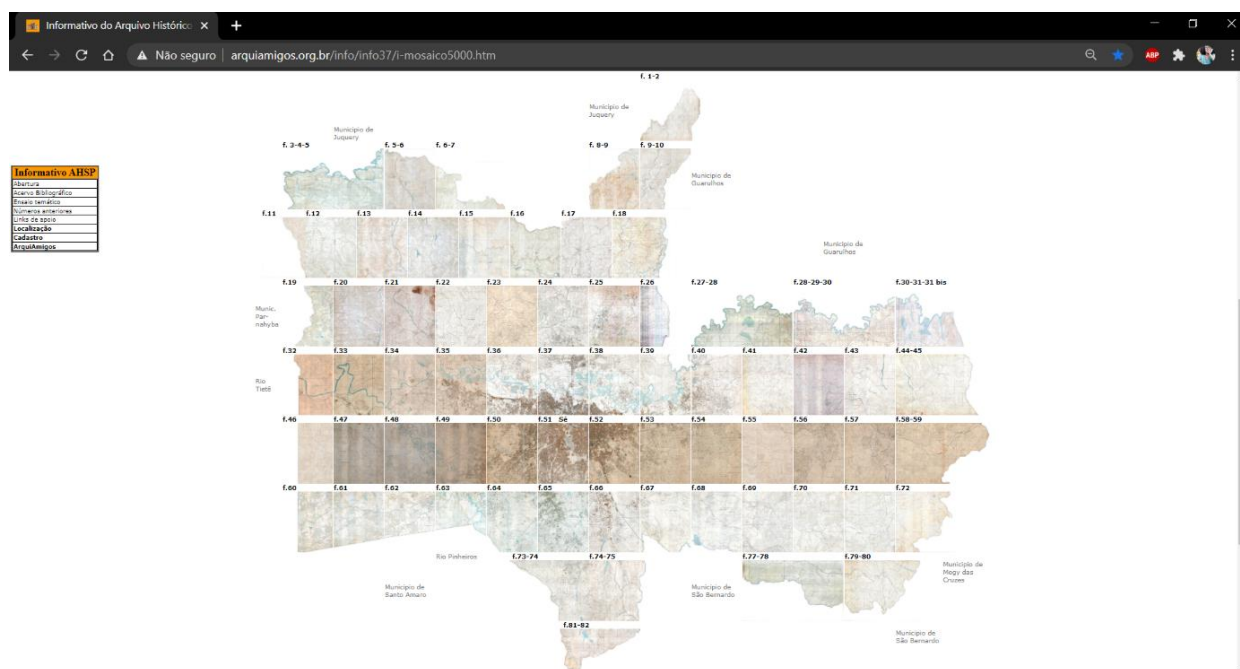 Informativo do Arquivo Históric
Não seguro | arquiamigos.org.br/info/info37/i-mosaico5000.htm
ABP
f. 1-2
Município de
Juquery
Município de
Juquery
f. 3-4-5
f. 5-6
f. 6-7
f. 8-9
f. 9-10
Informativo AHSP
Abertura
Acervo Bibliográfico
Ensaio temático
Números anteriores
Links de apoio
Localização
Cadastro
ArquiAmigos
Município de
Guarulhos
f.11
f.12
f.13
f.14
f.15
f.16
f.17
f.18
Município de
Guarulhos
f.19
f.20
f.21
f.22
f.23
f.24
f.25
f.26
f.27-28
f.28-29-30
f.30-31-31 bis
Munic.
Par-
nahyba
f.32
f.33
f.34
f.35
f.36
f.37
f.38
f.39
f.40
f.41
f.42
f.43
f.44-45
Rio
Tietê
f.46
f.47
f.48
f.49
f.50
f.51 Sé
f.52
f.53
f.54
f.55
f.56
f.57
f.58-59
f.60
f.61
f.62
f.63
f.64
f.65
f.66
f.67
f.68
f.69
f.70
f.71
f.72
Rio Pinheiros
f.73-74
f.74-75
f.77-78
f.79-80
Município de
Mogy das
Cruzes
Município de
Santo Amaro
Município de
São Bernardo
f.81-82
Município de
São Bernardo